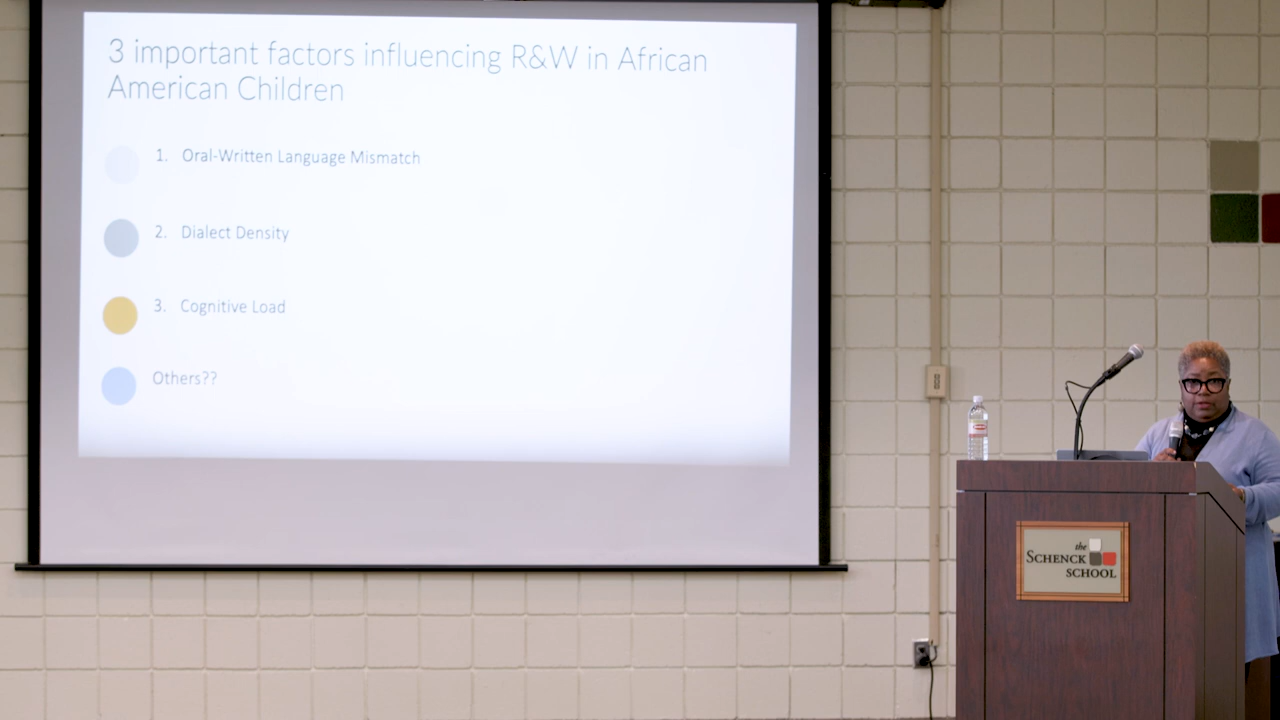 3 important factors influencing R&W in African
American Children
1. Oral-Written Language Mismatch
2. Dialect Density
3. Cognitive Load
Others??
the
SCHENCK
SCHOOL